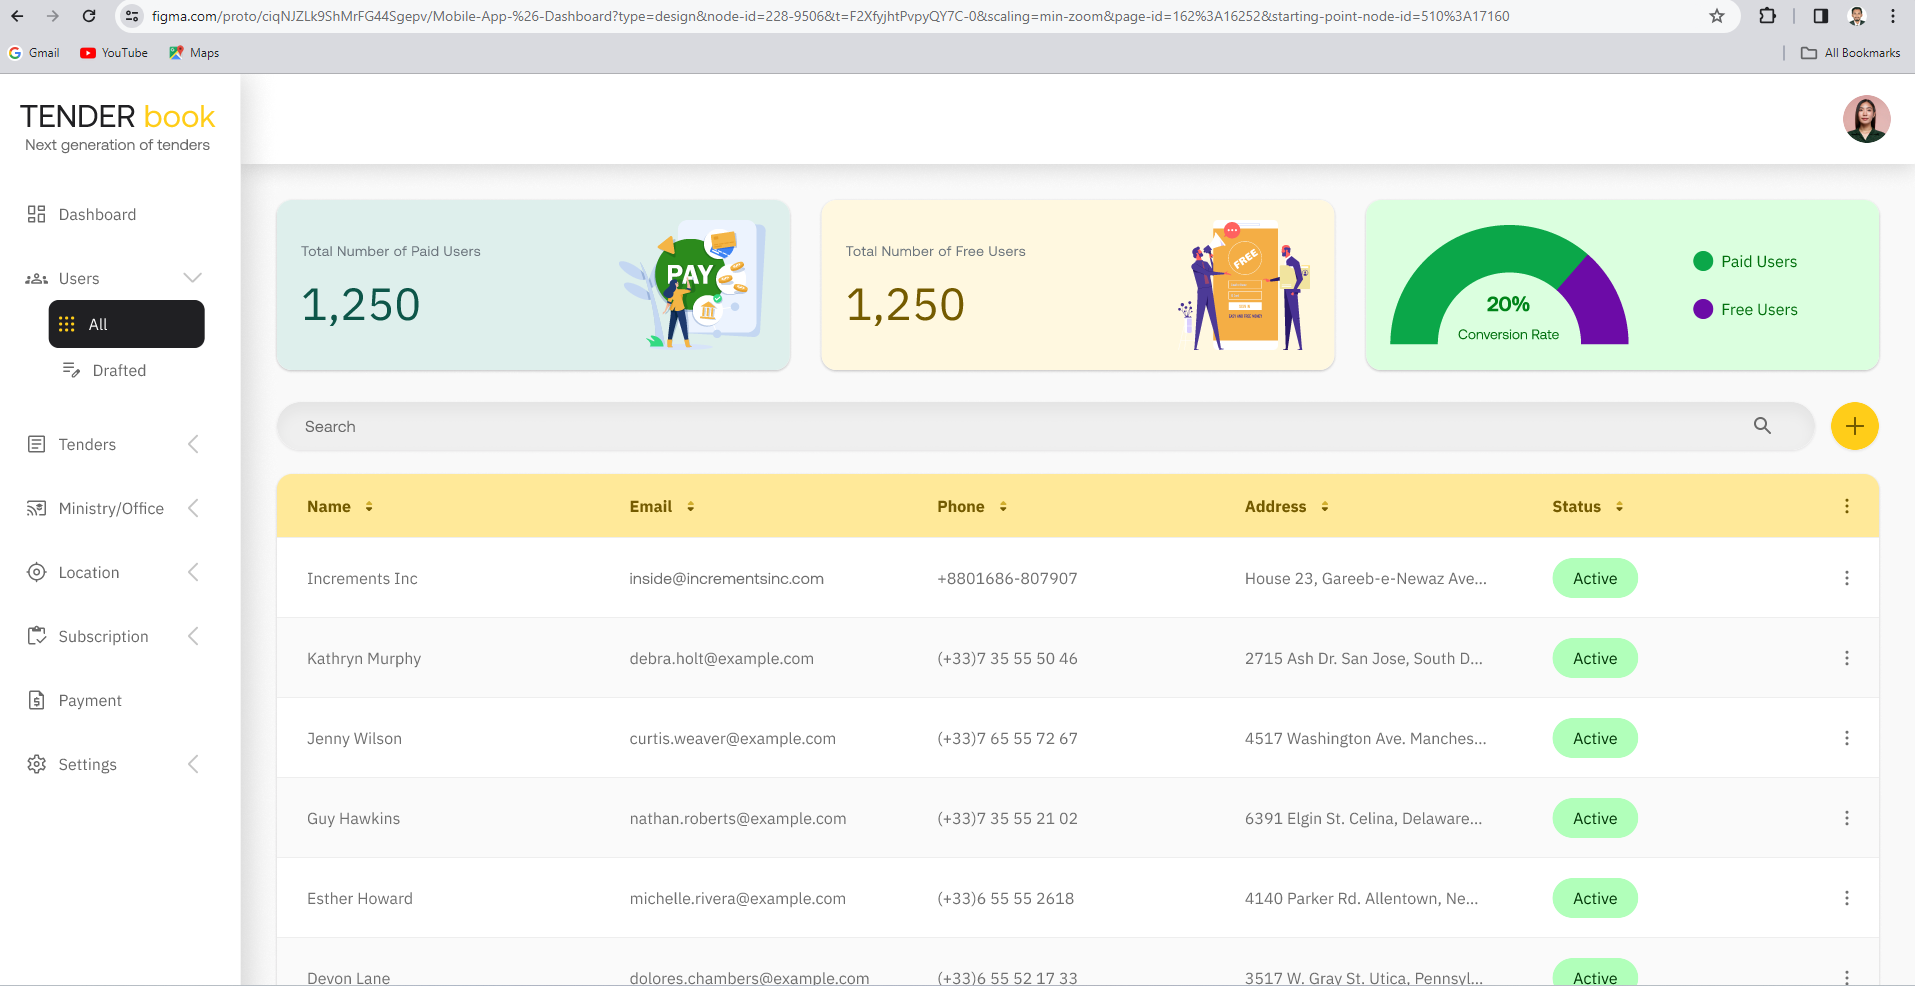 figma.com/proto/ciqNJZLk9ShMrFG44Sgepv/Mobile-App-%26-Dashboard?type=design&node-id=228-9506&t=F2XfyjhtPvpyQY7C-0&scaling=min-zoom&page-id=162%3A16252&starting-point-node-id=510%3A17160
Gmail YouTube Maps All Bookmarks
TENDER book
Next generation of tenders
Dashboard
Users
All
Drafted
Tenders
Ministry/Office
Location
Subscription
Payment
Settings
Total Number of Paid Users
1,250
PAY
Total Number of Free Users
1,250
FREE
20%
Conversion Rate
Paid Users
Free Users
Search
Name Email Phone Address Status
Increments Inc inside@incrementsinc.com +8801686-807907 House 23, Gareeb-e-Newaz Ave... Active
Kathryn Murphy debra.holt@example.com (+33)7 35 55 50 46 2715 Ash Dr. San Jose, South D... Active
Jenny Wilson curtis.weaver@example.com (+33)7 65 55 72 67 4517 Washington Ave. Manches... Active
Guy Hawkins nathan.roberts@example.com (+33)7 35 55 21 02 6391 Elgin St. Celina, Delaware... Active
Esther Howard michelle.rivera@example.com (+33)6 55 55 2618 4140 Parker Rd. Allentown, Ne... Active
Devon Lane dolores.chambers@example.com (+33)6 55 52 17 33 3517 W. Gray St. Utica, Pennsyl... Active